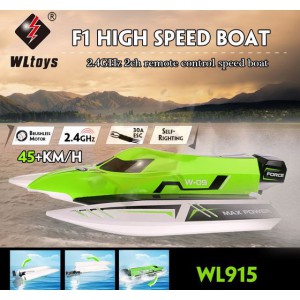 ®
WLtoys
F1 HIGH SPEED BOAT
2.4GHz 2ch remote control speed boat
BRUSHLESS MOTOR
2.4GHz
30A ESC
SELF-RIGHTING
45+KM/H
FORCE
W-05
MAX POWER
WL915